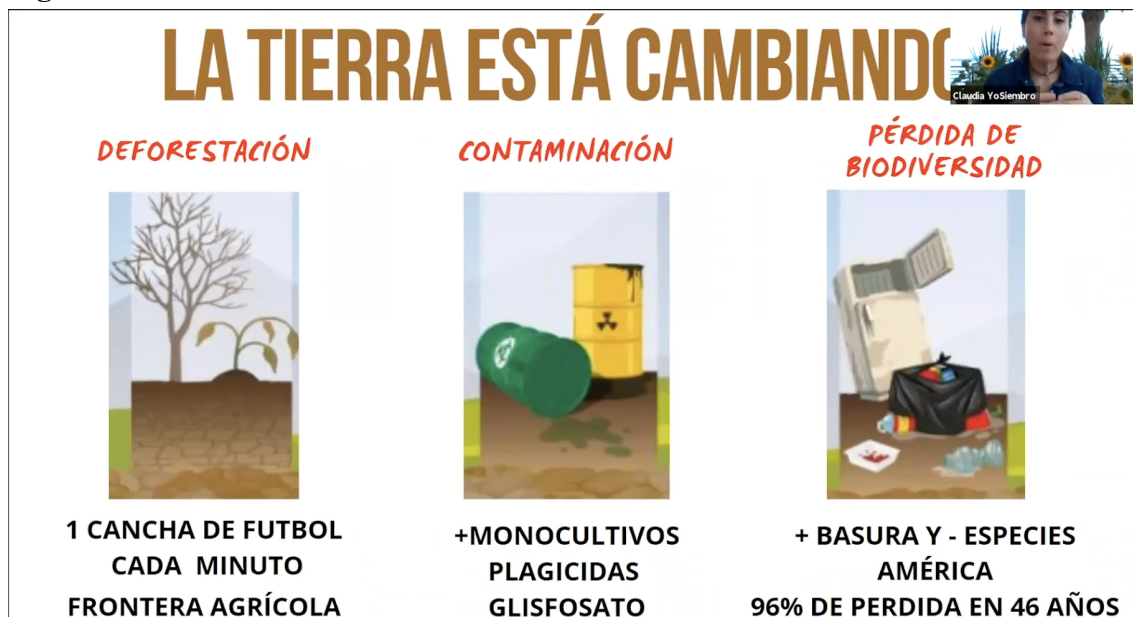 LA TIERRA ESTÁ CAMBIANDO
Claudia YoSiembro
DEFORESTACIÓN
1 CANCHA DE FUTBOL
CADA MINUTO
FRONTERA AGRÍCOLA
CONTAMINACIÓN
+MONOCULTIVOS
PLAGICIDAS
GLISFOSATO
PÉRDIDA DE
BIODIVERSIDAD
+ BASURA Y - ESPECIES
AMÉRICA
96% DE PERDIDA EN 46 AÑOS